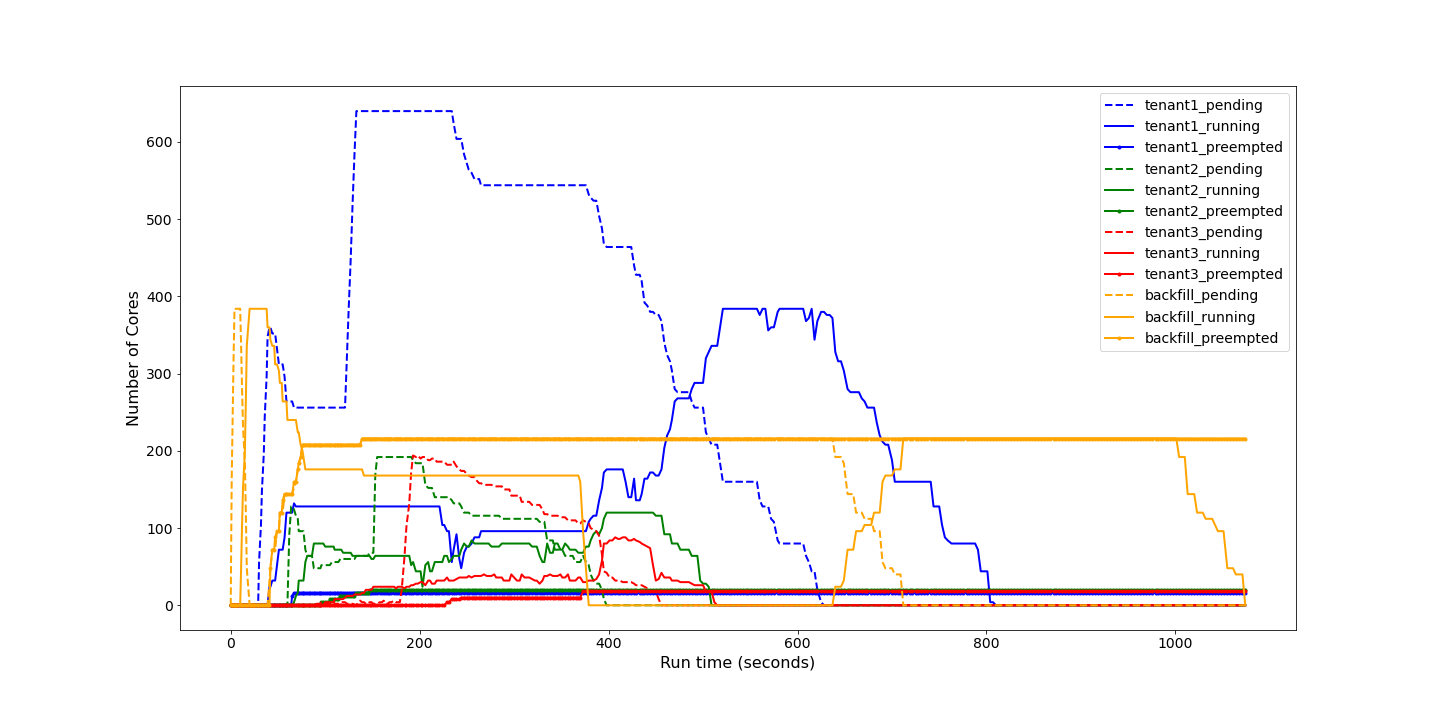 tenant1_pending
tenant1_running
tenant1_preempted
tenant2_pending
tenant2_running
tenant2_preempted
tenant3_pending
tenant3_running
tenant3_preempted
backfill_pending
backfill_running
backfill_preempted
Number of Cores
600
500
400
300
200
100
0
0 200 400 600 800 1000
Run time (seconds)